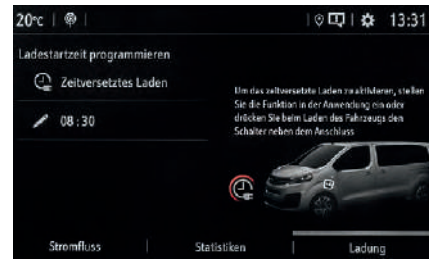 20°C
13:31
Ladestartzeit programmieren
Zeitversetztes Laden
08:30
Um das zeitversetzte Laden zu aktivieren, stellen
Sie die Funktion in der Anwendung ein oder
drücken Sie beim Laden des Fahrzeugs den
Schalter neben dem Anschluss
Stromfluss
Statistiken
Ladung